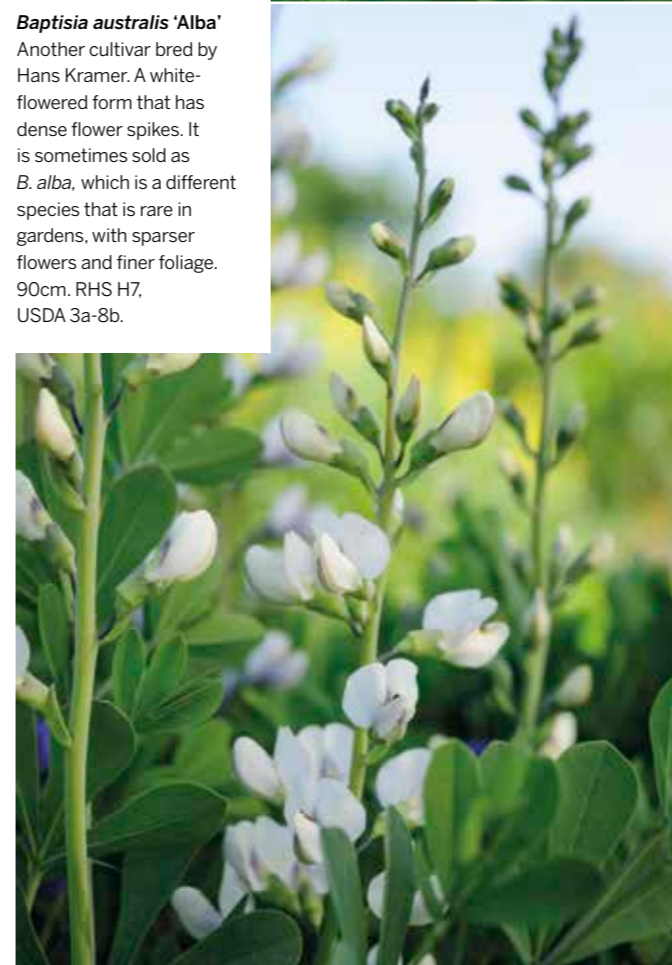 Baptisia australis ‘Alba’
Another cultivar bred by
Hans Kramer. A white-
flowered form that has
dense flower spikes. It
is sometimes sold as
B. alba, which is a different
species that is rare in
gardens, with sparser
flowers and finer foliage.
90cm. RHS H7,
USDA 3a-8b.